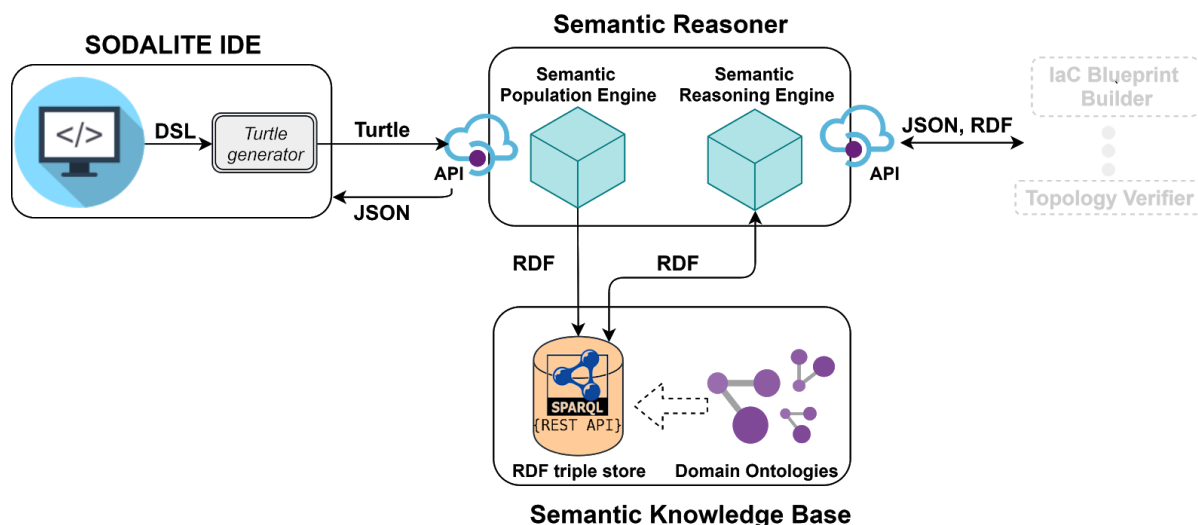 Semantic Reasoner
SODALITE IDE
Semantic
Population Engine
Semantic
Reasoning Engine
IaC Blueprint
Builder
</>
DSL
Turtle
generator
Turtle
API
JSON
API
JSON, RDF
Topology Verifier
RDF
RDF
SPARQL
{REST API}
RDF triple store
Domain Ontologies
Semantic Knowledge Base